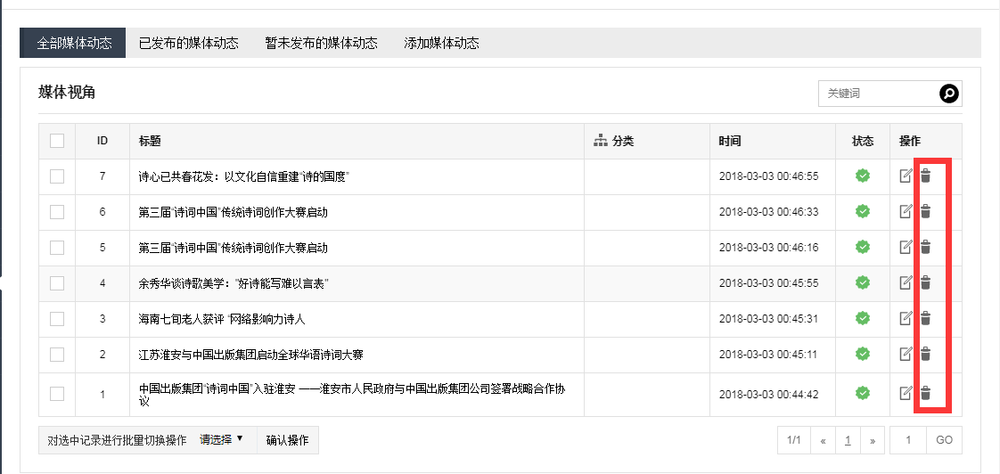 全部媒体动态 已发布的媒体动态 暂未发布的媒体动态 添加媒体动态
媒体视角
关键词
ID 标题 分类 时间 状态 操作
7 诗心已共春花发：以文化自信重建“诗的国度” 2018-03-03 00:46:55
6 第三届“诗词中国”传统诗词创作大赛启动 2018-03-03 00:46:33
5 第三届“诗词中国”传统诗词创作大赛启动 2018-03-03 00:46:16
4 余秀华谈诗歌美学：“好诗能写难以言表” 2018-03-03 00:45:55
3 海南七旬老人获评 “网络影响力诗人 2018-03-03 00:45:31
2 江苏淮安与中国出版集团启动全球华语诗词大赛 2018-03-03 00:45:11
1 中国出版集团“诗词中国”入驻淮安 ——淮安市人民政府与中国出版集团公司签署战略合作协 2018-03-03 00:44:42
议
对选中记录进行批量切换操作 请选择 ▼ 确认操作 1/1 « 1 » 1 GO